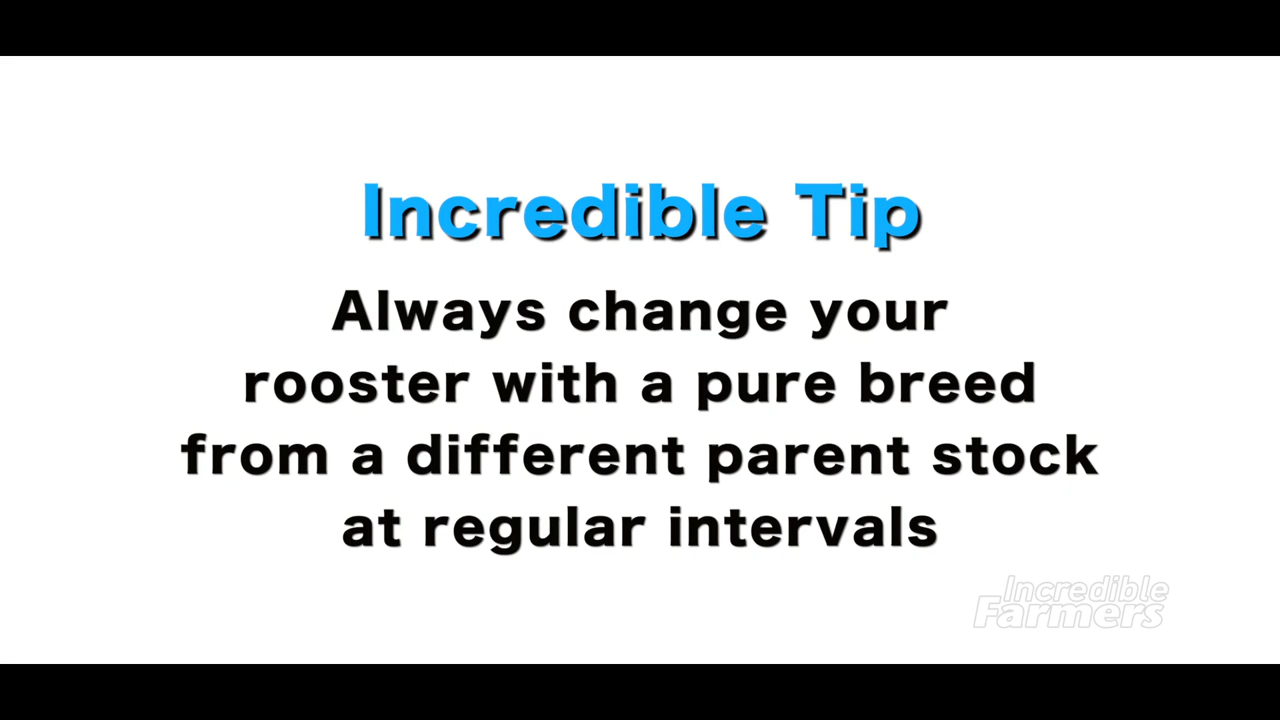 Incredible Tip
Always change your
rooster with a pure breed
from a different parent stock
at regular intervals
Incredible
Farmers